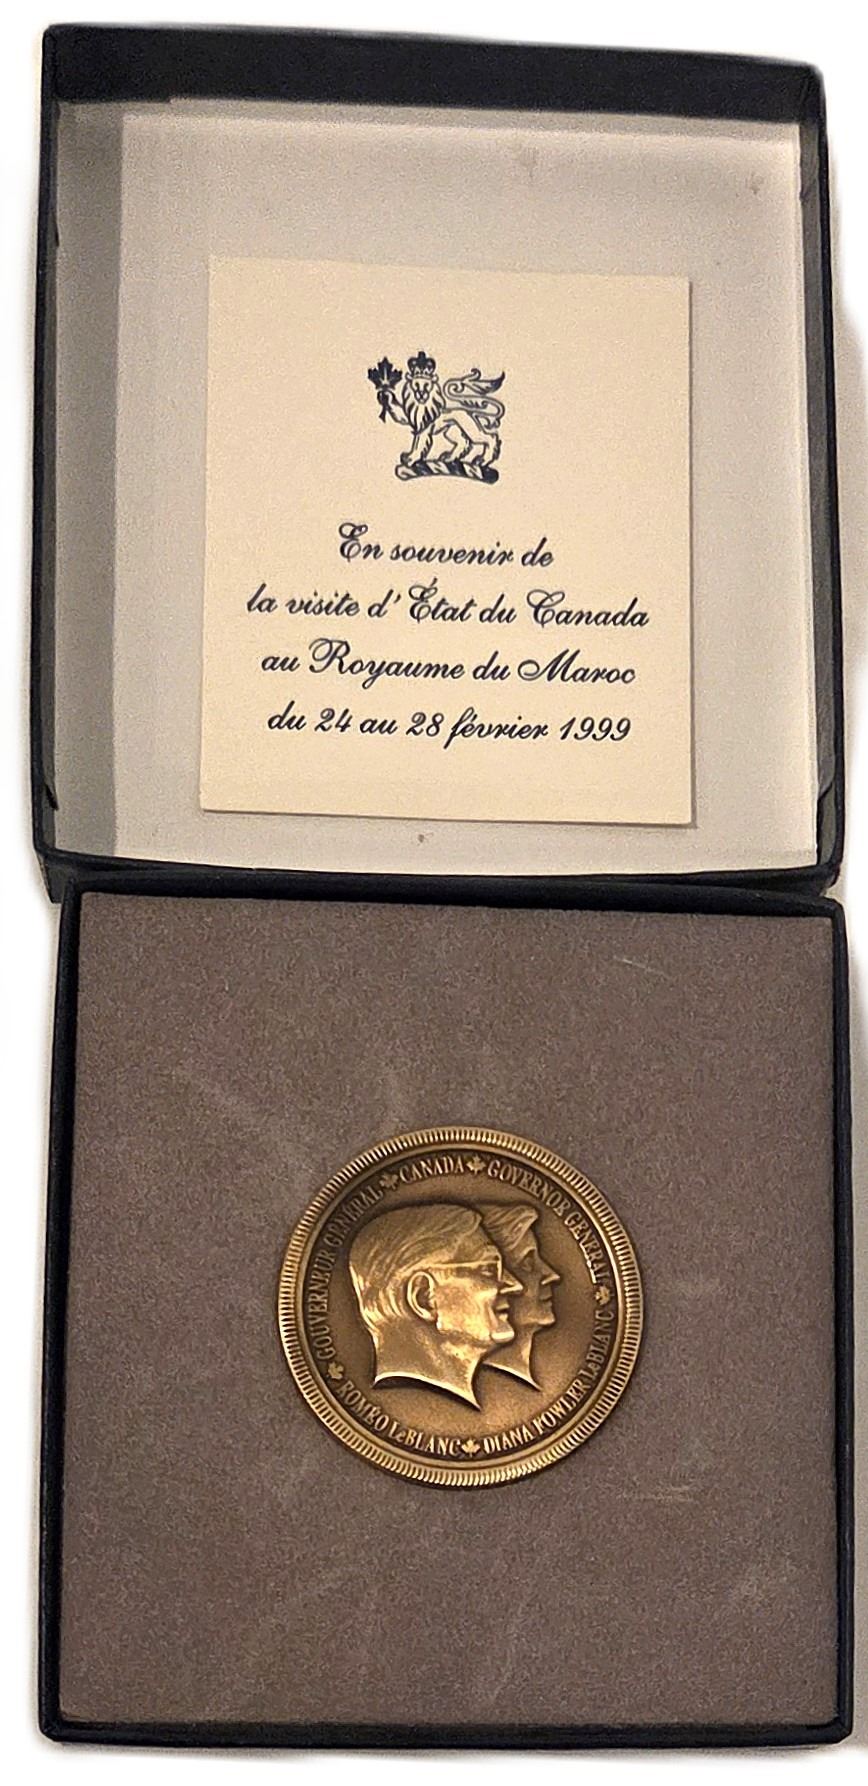 En souvenir de
la visite d'État du Canada
au Royaume du Maroc
du 24 au 28 février 1999
GOUVERNEUR GÉNÉRAL CANADA GOVERNOR GENERAL
ROMÉO LeBLANC DIANA FOWLER LeBLANC